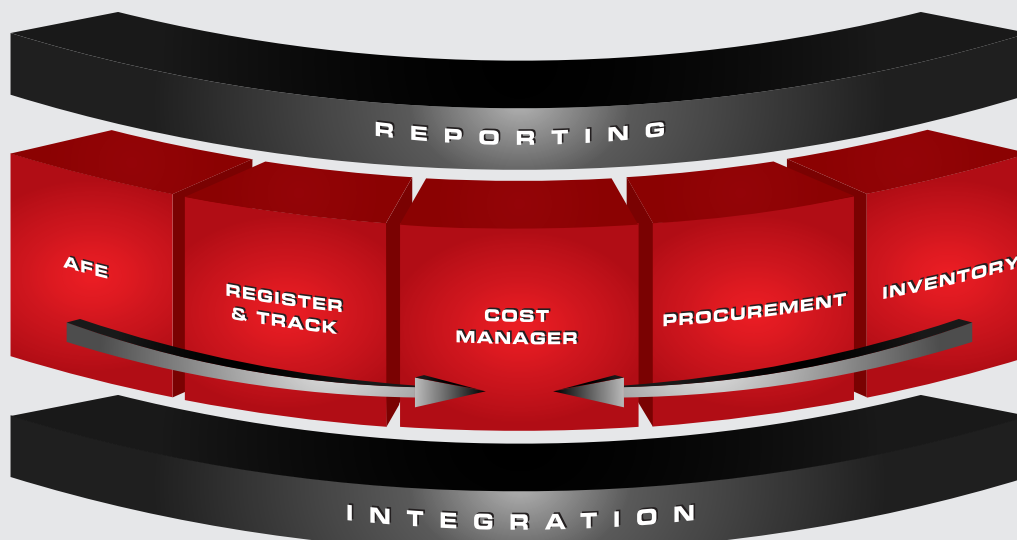 REPORTING
AFE
REGISTER
& TRACK
COST
MANAGER
PROCUREMENT
INVENTORY
INTEGRATION